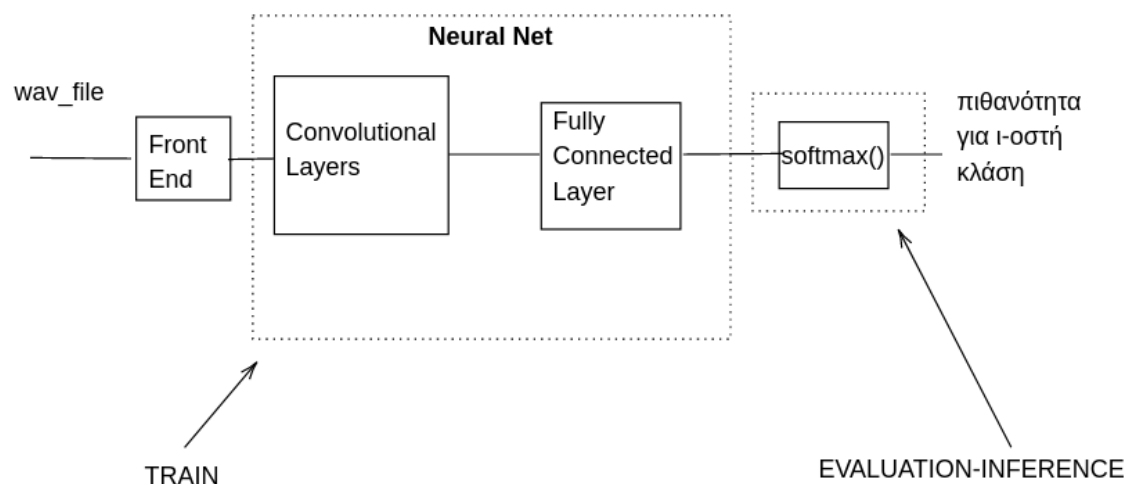 Neural Net
wav_file
Front
End
Convolutional
Layers
Fully
Connected
Layer
softmax()
πιθανότητα
για ι-οστή
κλάση
TRAIN
EVALUATION-INFERENCE